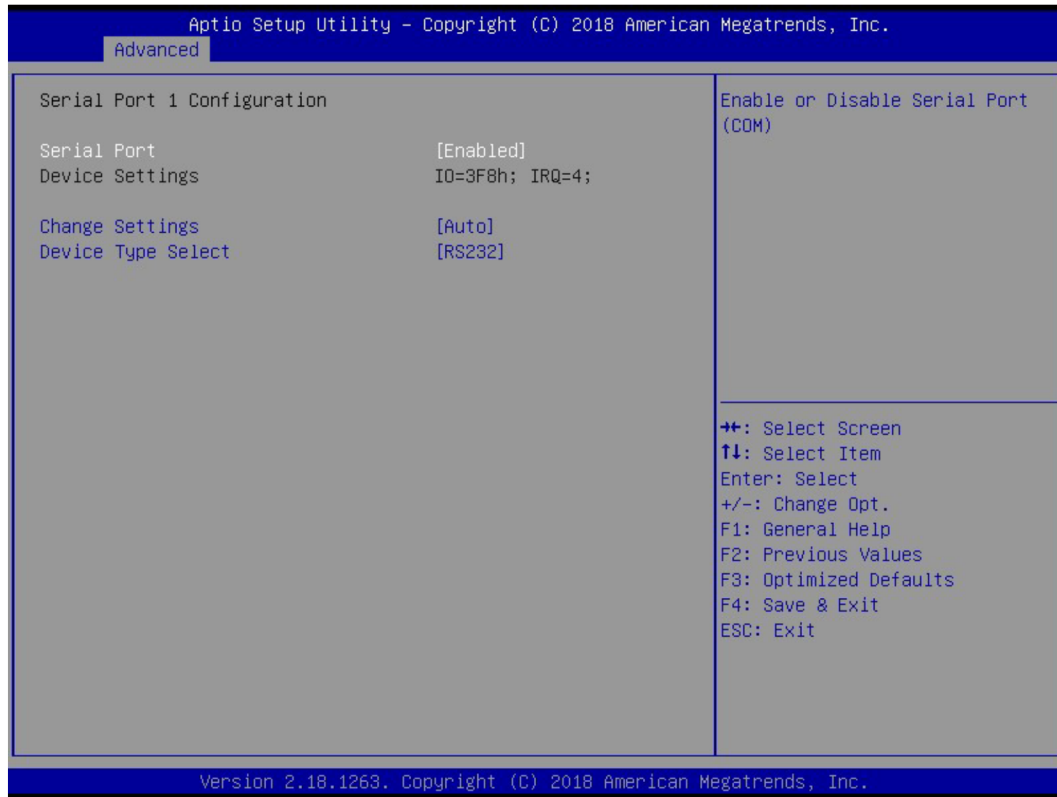 Aptio Setup Utility – Copyright (C) 2018 American Megatrends, Inc.
Advanced
Serial Port 1 Configuration
Serial Port [Enabled]
Device Settings IO=3F8h; IRQ=4;
Change Settings [Auto]
Device Type Select [RS232]
Enable or Disable Serial Port
(COM)
→←: Select Screen
↑↓: Select Item
Enter: Select
+/-: Change Opt.
F1: General Help
F2: Previous Values
F3: Optimized Defaults
F4: Save & Exit
ESC: Exit
Version 2.18.1263. Copyright (C) 2018 American Megatrends, Inc.